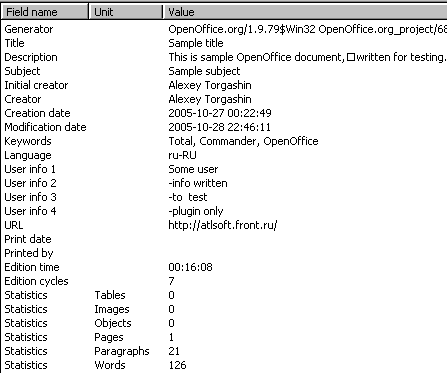 Field name Unit Value
Generator OpenOffice.org/1.9.79$Win32 OpenOffice.org_project/68
Title Sample title
Description This is sample OpenOffice document,□written for testing.
Subject Sample subject
Initial creator Alexey Torgashin
Creator Alexey Torgashin
Creation date 2005-10-27 00:22:49
Modification date 2005-10-28 22:46:11
Keywords Total, Commander, OpenOffice
Language ru-RU
User info 1 Some user
User info 2 -info written
User info 3 -to test
User info 4 -plugin only
URL http://atlsoft.front.ru/
Print date
Printed by
Edition time 00:16:08
Edition cycles 7
Statistics Tables 0
Statistics Images 0
Statistics Objects 0
Statistics Pages 1
Statistics Paragraphs 21
Statistics Words 126